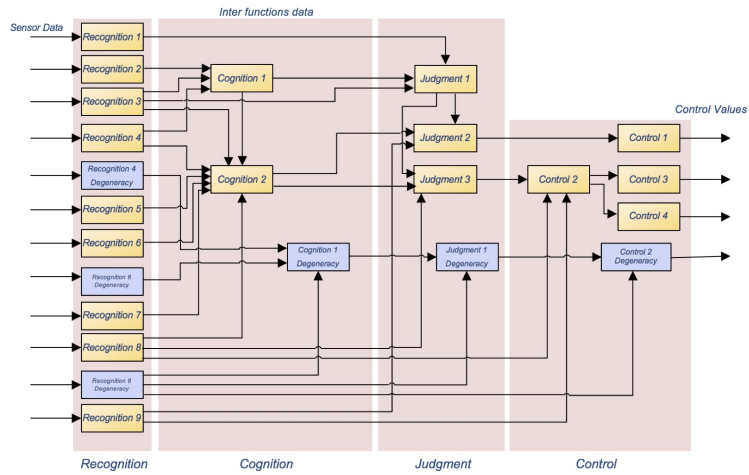 Inter functions data
Sensor Data
Recognition 1
Recognition 2
Recognition 3
Recognition 4
Recognition 4
Degeneracy
Recognition 5
Recognition 6
Recognition 6
Degeneracy
Recognition 7
Recognition 8
Recognition 8
Degeneracy
Recognition 9
Cognition 1
Cognition 2
Cognition 1
Degeneracy
Judgment 1
Judgment 2
Judgment 3
Judgment 1
Degeneracy
Control Values
Control 1
Control 2
Control 3
Control 4
Control 2
Degeneracy
Recognition
Cognition
Judgment
Control